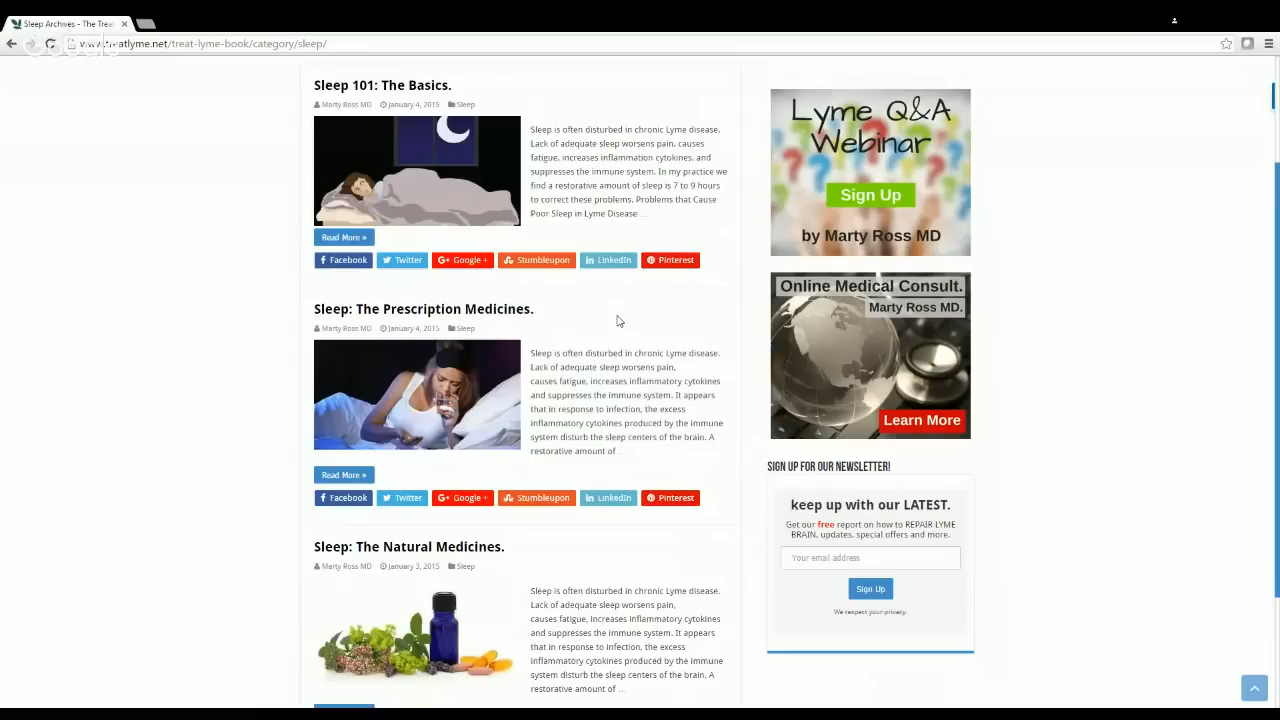 Sleep Archives - The Treat
www.treatlyme.net/treat-lyme-book/category/sleep/
Google
Sleep 101: The Basics.
Marty Ross MD January 4, 2015 Sleep
Sleep is often disturbed in chronic Lyme disease.
Lack of adequate sleep worsens pain, causes
fatigue, increases inflammation cytokines, and
suppresses the immune system. In my practice we
find a restorative amount of sleep is 7 to 9 hours
to correct these problems. Problems that Cause
Poor Sleep in Lyme Disease ...
Read More »
Facebook Twitter Google + Stumbleupon LinkedIn Pinterest
Sleep: The Prescription Medicines.
Marty Ross MD January 4, 2015 Sleep
Sleep is often disturbed in chronic Lyme disease.
Lack of adequate sleep worsens pain,
causes fatigue, increases inflammatory cytokines
and suppresses the immune system. It appears
that in response to infection, the excess
inflammatory cytokines produced by the immune
system disturb the sleep centers of the brain. A
restorative amount of ...
Read More »
Facebook Twitter Google + Stumbleupon LinkedIn Pinterest
Sleep: The Natural Medicines.
Marty Ross MD January 3, 2015 Sleep
Sleep is often disturbed in chronic Lyme disease.
Lack of adequate sleep worsens pain,
causes fatigue, increases inflammatory cytokines
and suppresses the immune system. It appears
that in response to infection, the excess
inflammatory cytokines produced by the immune
system disturb the sleep centers of the brain. A
restorative amount of ...
Lyme Q&A
Webinar
Sign Up
by Marty Ross MD
Online Medical Consult.
Marty Ross MD.
Learn More
SIGN UP FOR OUR NEWSLETTER!
keep up with our LATEST.
Get our free report on how to REPAIR LYME
BRAIN, updates, special offers and more.
Your email address
Sign Up
We respect your privacy.